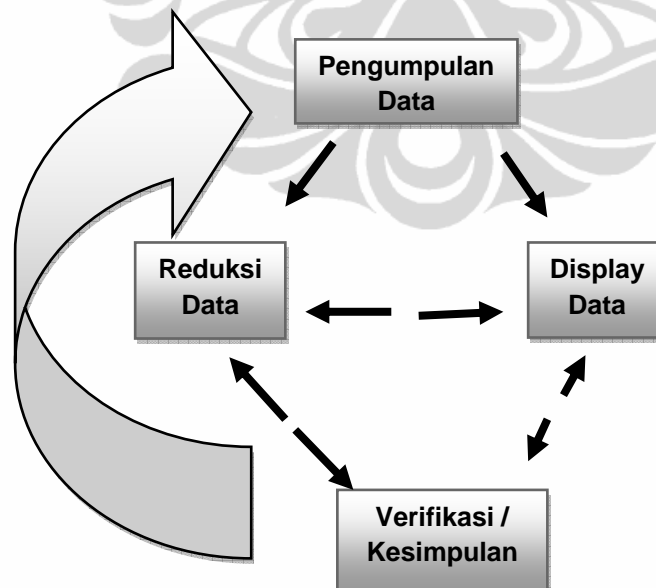 Pengumpulan
Data
Reduksi
Data
Display
Data
Verifikasi /
Kesimpulan